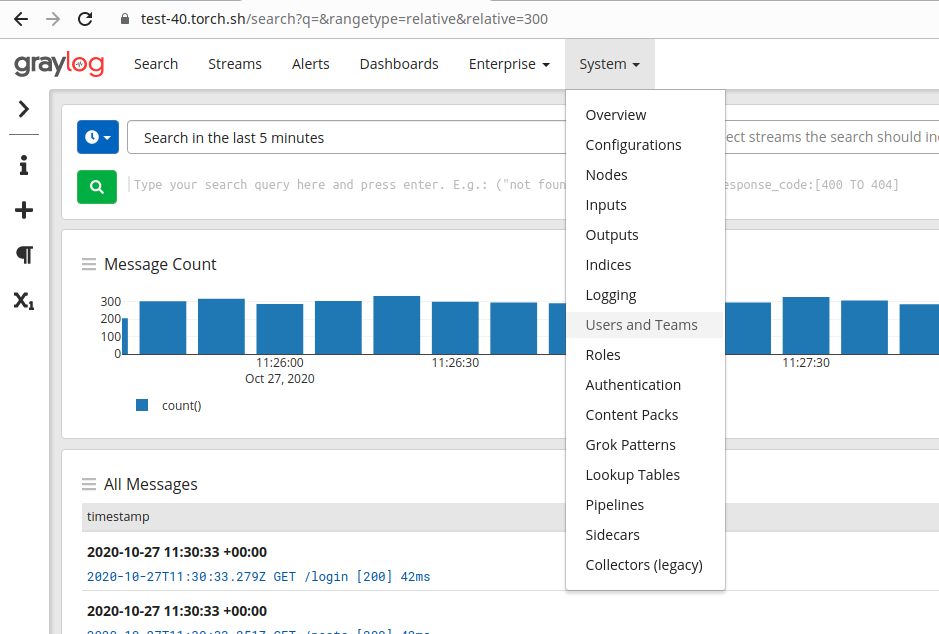 test-40.torch.sh/search?q=&rangetype=relative&relative=300
graylog Search Streams Alerts Dashboards Enterprise System
Overview
Configurations
Nodes
Inputs
Outputs
Indices
Logging
Users and Teams
Roles
Authentication
Content Packs
Grok Patterns
Lookup Tables
Pipelines
Sidecars
Collectors (legacy)
Search in the last 5 minutes
ect streams the search should in
Type your search query here and press enter. E.g.: ("not foun
esponse_code:[400 TO 404]
Message Count
300
200
100
0
11:26:00
Oct 27, 2020
11:26:30
11:27:30
count()
All Messages
timestamp
2020-10-27 11:30:33 +00:00
2020-10-27T11:30:33.279Z GET /login [200] 42ms
2020-10-27 11:30:33 +00:00